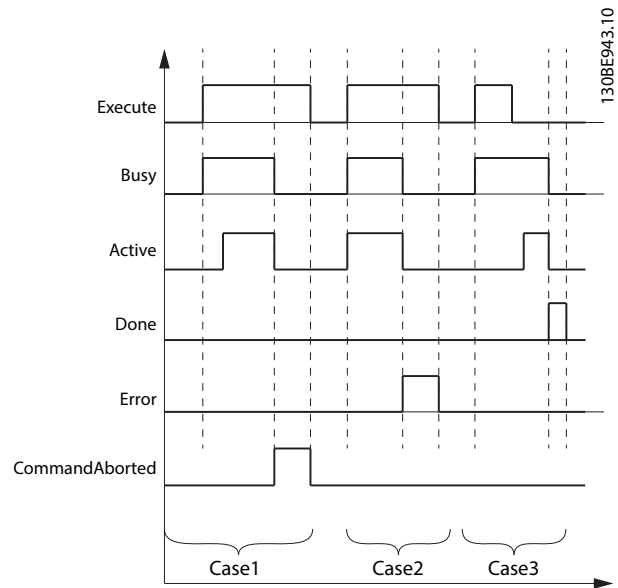 130BE943.10
Execute
Busy
Active
Done
Error
CommandAborted
Case1 Case2 Case3